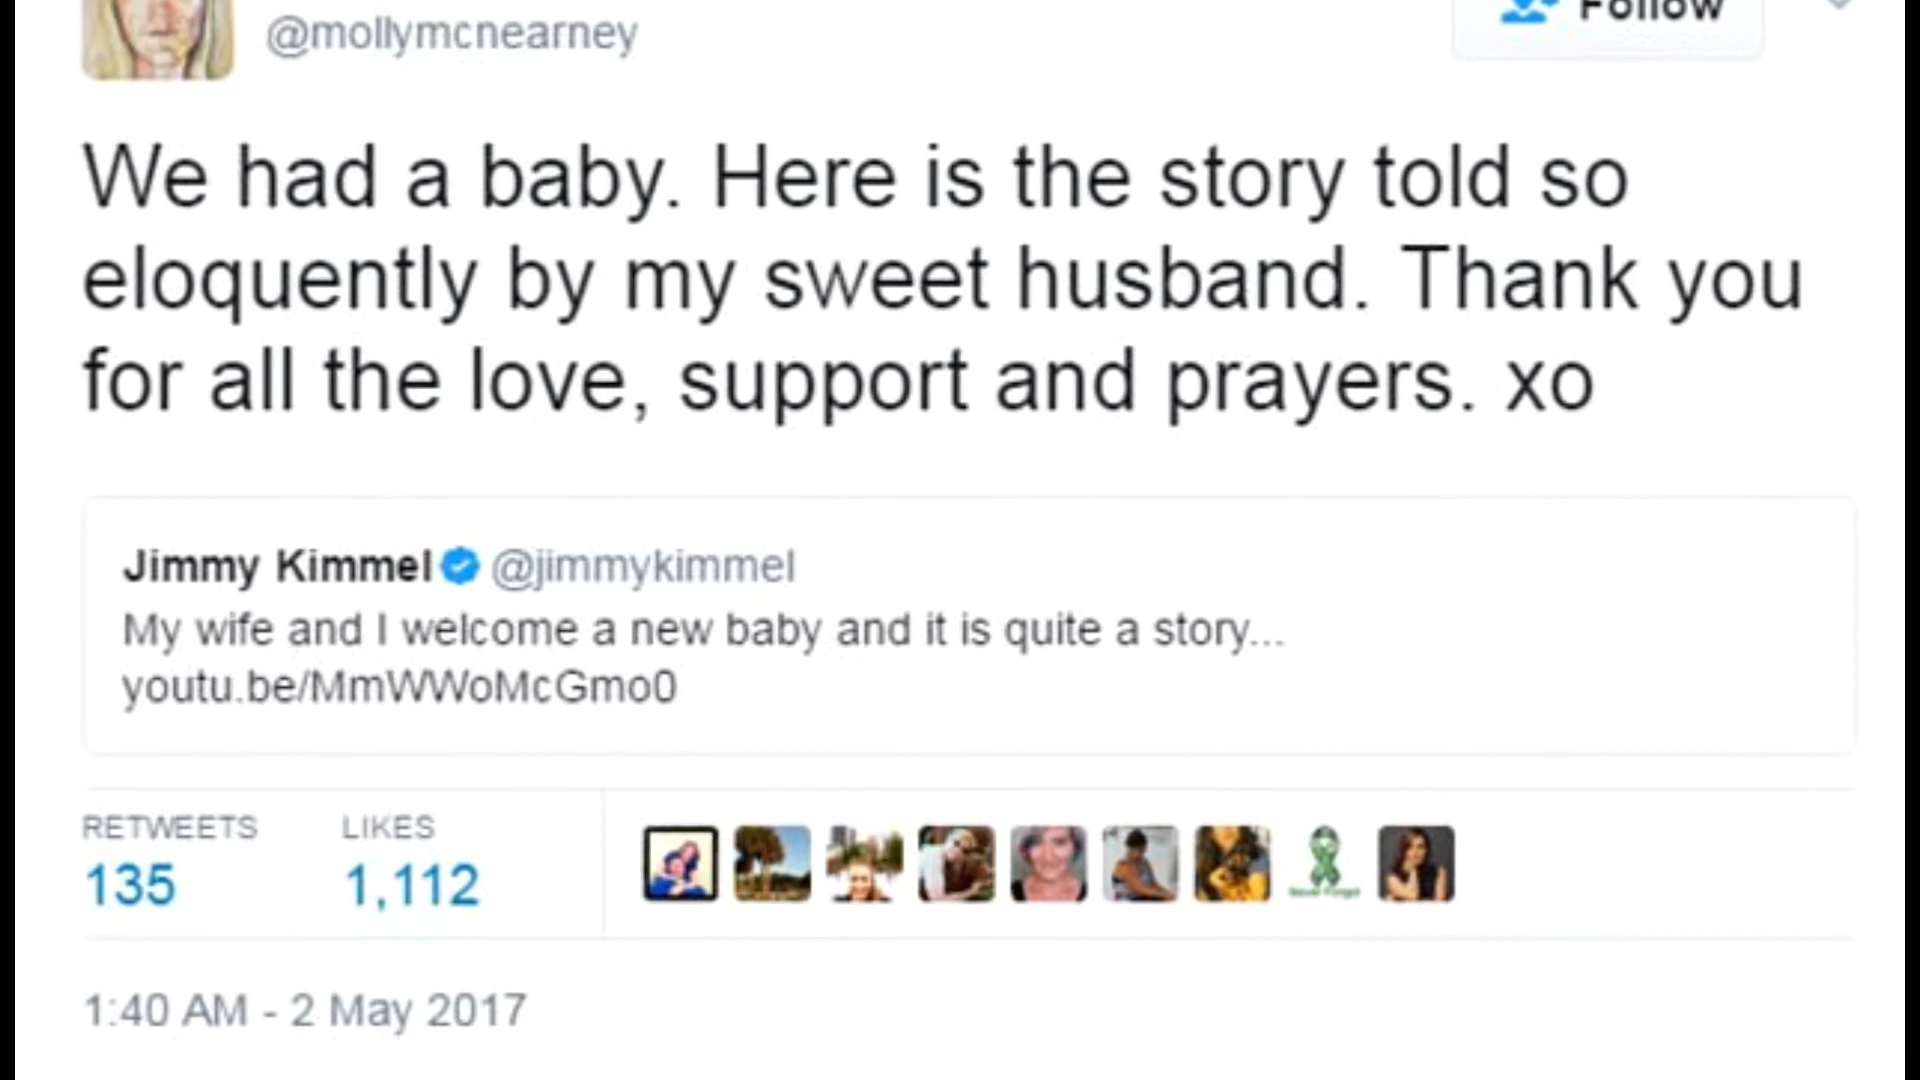 @mollymcnearney
Follow
We had a baby. Here is the story told so
eloquently by my sweet husband. Thank you
for all the love, support and prayers. xo
Jimmy Kimmel @jimmykimmel
My wife and I welcome a new baby and it is quite a story...
youtu.be/MmWWoMcGmo0
RETWEETS LIKES
135 1,112
1:40 AM - 2 May 2017